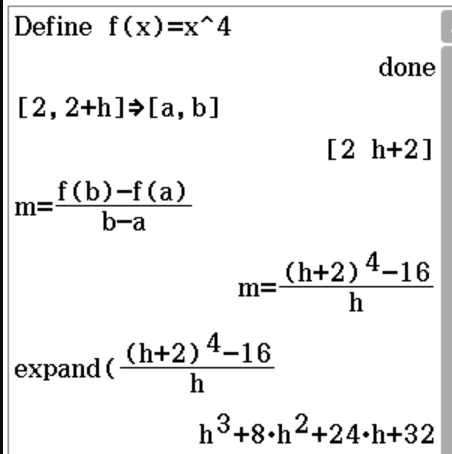 Define f(x)=x^4
done
[2,2+h]⇒[a,b]
[2 h+2]
m=(f(b)-f(a))/(b-a)
m=((h+2)^4-16)/h
expand(((h+2)^4-16)/h
h^3+8·h^2+24·h+32